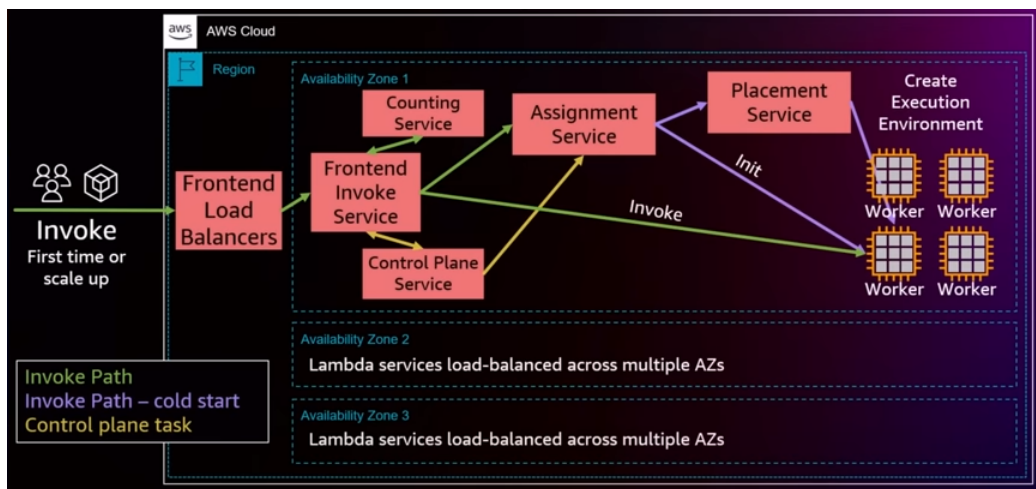 aws
AWS Cloud
Region
Availability Zone 1
Counting
Service
Assignment
Service
Placement
Service
Create
Execution
Environment
Frontend
Load
Balancers
Frontend
Invoke
Service
Control Plane
Service
Init
Invoke
Worker
Worker
Worker
Worker
Invoke
First time or
scale up
Availability Zone 2
Lambda services load-balanced across multiple AZs
Availability Zone 3
Lambda services load-balanced across multiple AZs
Invoke Path
Invoke Path – cold start
Control plane task